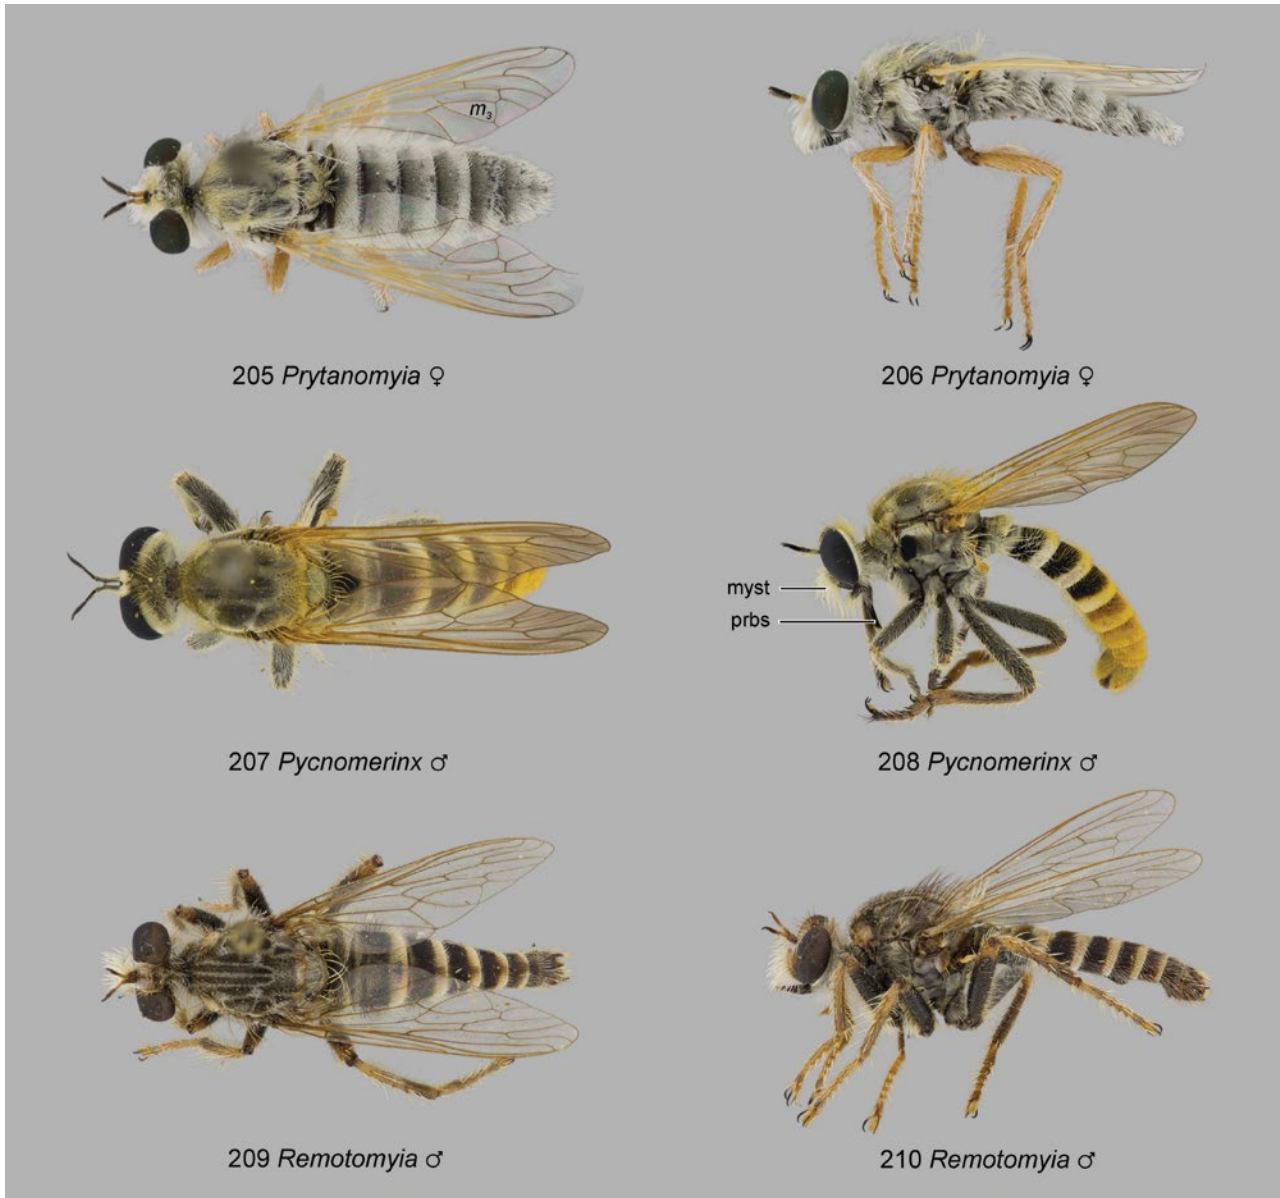 m3
205 Prytanomyia ♀
206 Prytanomyia ♀
myst
prbs
207 Pycnomerinx ♂
208 Pycnomerinx ♂
209 Remotomyia ♂
210 Remotomyia ♂